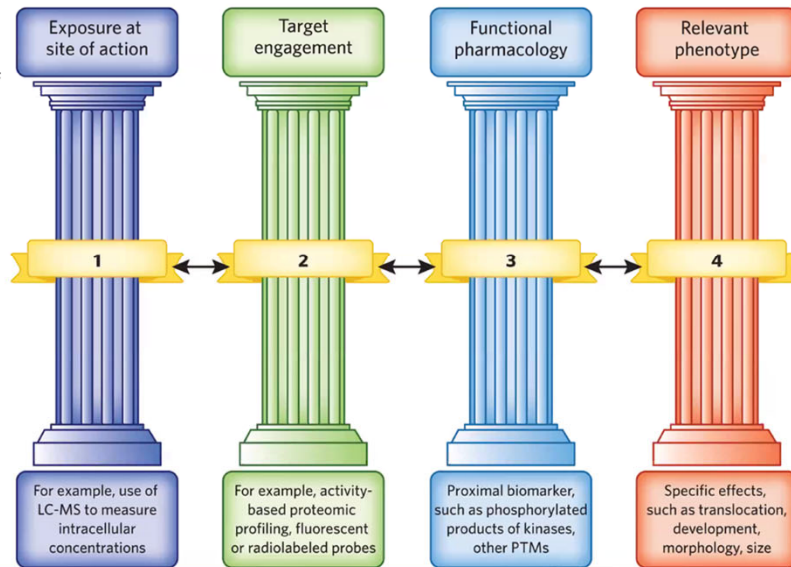 Exposure at
site of action
Target
engagement
Functional
pharmacology
Relevant
phenotype
1
2
3
4
For example, use of
LC-MS to measure
intracellular
concentrations
For example, activity-
based proteomic
profiling, fluorescent
or radiolabeled probes
Proximal biomarker,
such as phosphorylated
products of kinases,
other PTMs
Specific effects,
such as translocation,
development,
morphology, size